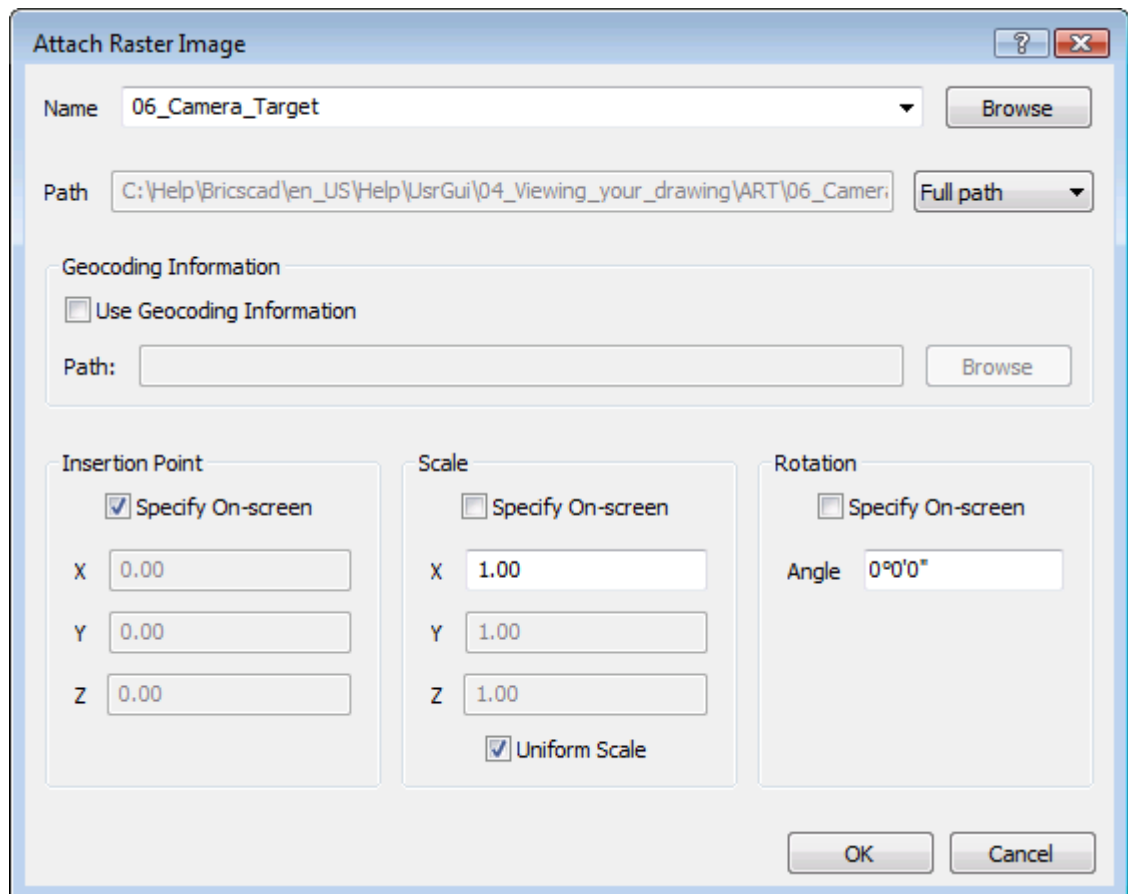 Attach Raster Image
Name 06_Camera_Target Browse
Path C:\Help\Bricscad\en_US\Help\UsrGui\04_Viewing_your_drawing\ART\06_Camer Full path
Geocoding Information
Use Geocoding Information
Path: Browse
Insertion Point Scale Rotation
Specify On-screen Specify On-screen Specify On-screen
X 0.00 X 1.00 Angle 0°0'0"
Y 0.00 Y 1.00
Z 0.00 Z 1.00
Uniform Scale
OK Cancel